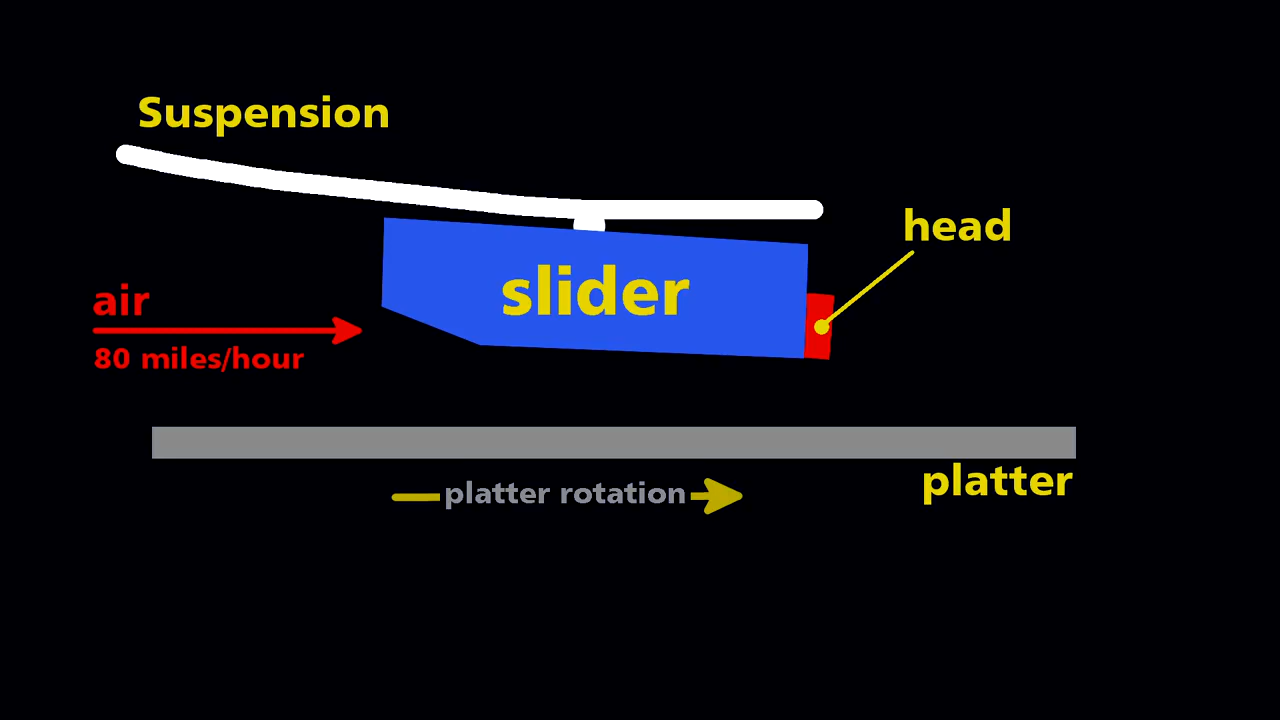 Suspension
head
slider
air
80 miles/hour
platter
platter rotation